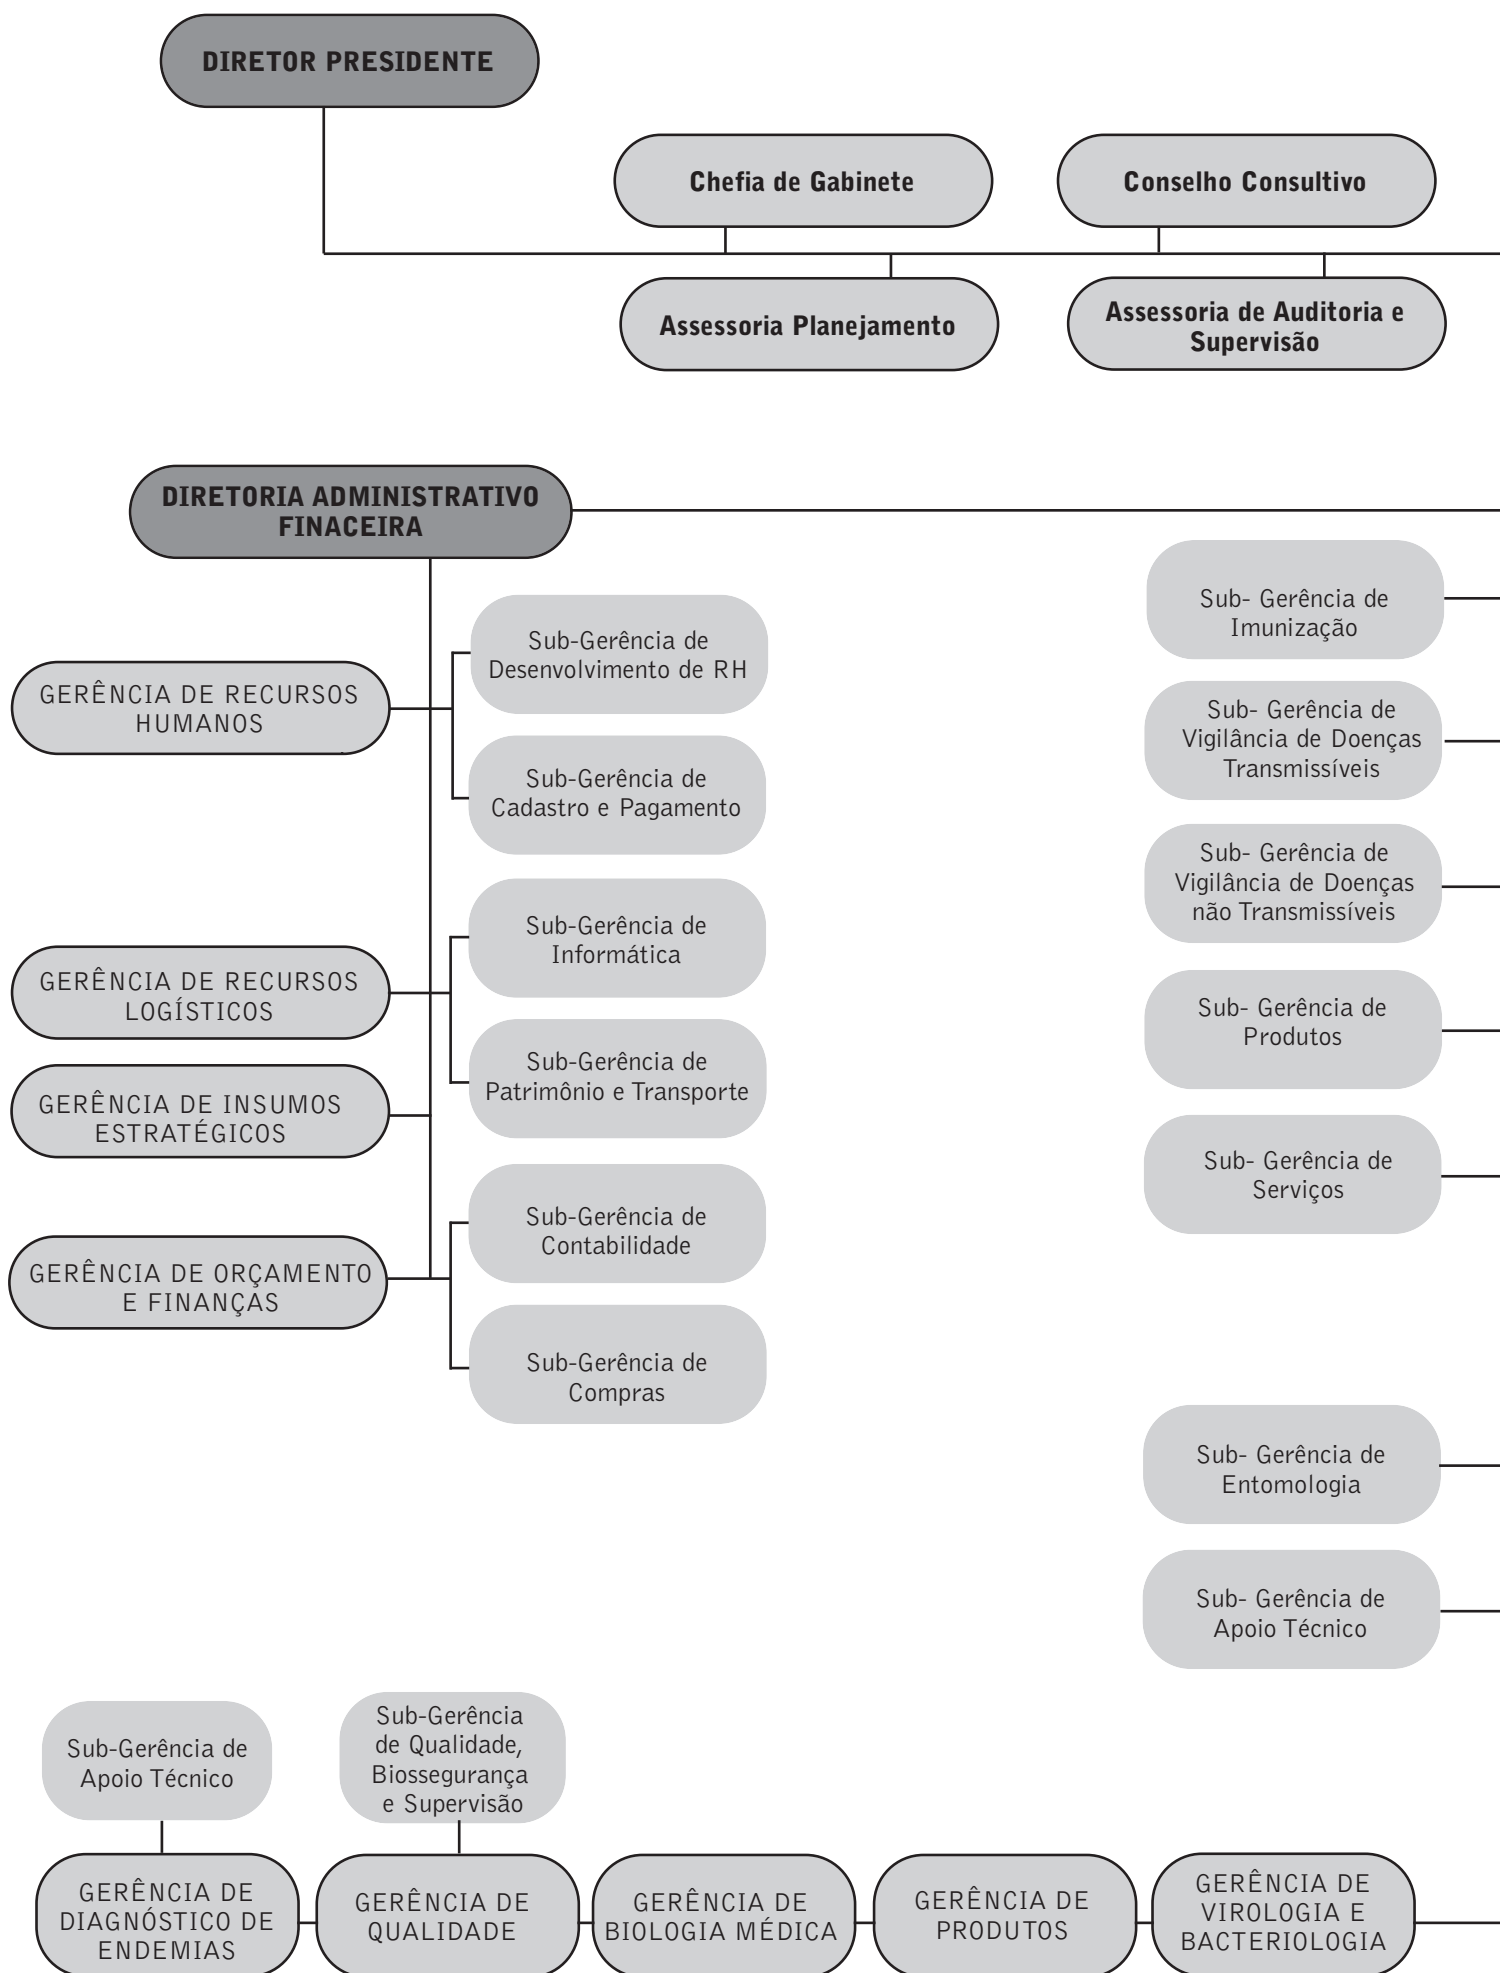 DIRETOR PRESIDENTE
Chefia de Gabinete
Conselho Consultivo
Assessoria Planejamento
Assessoria de Auditoria e
Supervisão
DIRETORIA ADMINISTRATIVO
FINACEIRA
GERÊNCIA DE RECURSOS
HUMANOS
Sub-Gerência de
Desenvolvimento de RH
Sub-Gerência de
Cadastro e Pagamento
GERÊNCIA DE RECURSOS
LOGÍSTICOS
Sub-Gerência de
Informática
Sub-Gerência de
Patrimônio e Transporte
GERÊNCIA DE INSUMOS
ESTRATÉGICOS
GERÊNCIA DE ORÇAMENTO
E FINANÇAS
Sub-Gerência de
Contabilidade
Sub-Gerência de
Compras
Sub- Gerência de
Imunização
Sub- Gerência de
Vigilância de Doenças
Transmissíveis
Sub- Gerência de
Vigilância de Doenças
não Transmissíveis
Sub- Gerência de
Produtos
Sub- Gerência de
Serviços
Sub- Gerência de
Entomologia
Sub- Gerência de
Apoio Técnico
Sub-Gerência de
Apoio Técnico
Sub-Gerência
de Qualidade,
Biossegurança
e Supervisão
GERÊNCIA DE
DIAGNÓSTICO DE
ENDEMIAS
GERÊNCIA DE
QUALIDADE
GERÊNCIA DE
BIOLOGIA MÉDICA
GERÊNCIA DE
PRODUTOS
GERÊNCIA DE
VIROLOGIA E
BACTERIOLOGIA